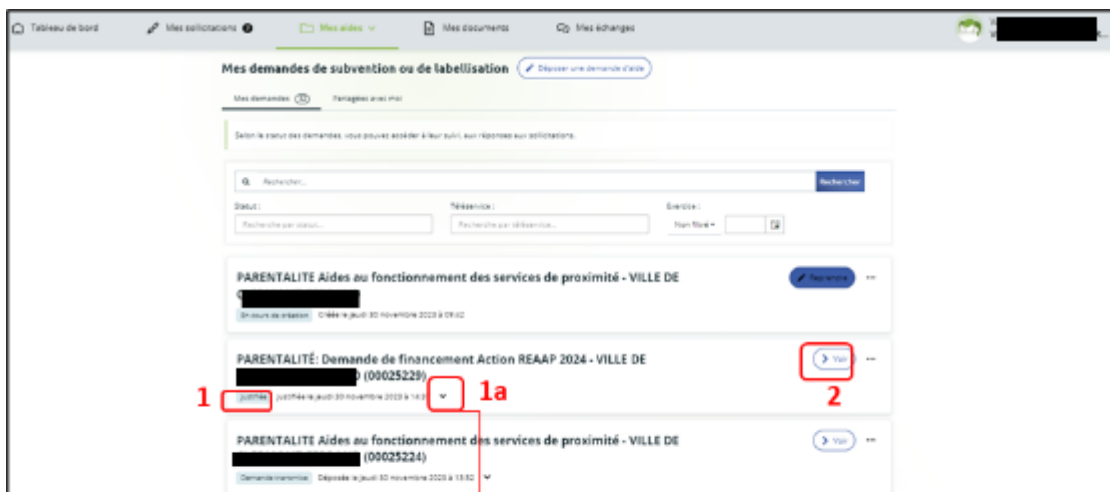 Tableau de bord
Mes sollicitations
Mes aides
Mes documents
Mes échanges
Mes demandes de subvention ou de labellisation
Déposer une demande d'aide
Mes demandes
Partagées avec moi
Selon le statut des demandes, vous pouvez accéder à leur suivi, aux réponses aux sollicitations.
Rechercher...
Rechercher
Statut :
Téléservice :
Exercice :
Recherche par statut...
Recherche par téléservice...
Non filtré
PARENTALITE Aides au fonctionnement des services de proximité - VILLE DE
Reprendre
En cours de création Créée le jeudi 30 novembre 2023 à
PARENTALITÉ: Demande de financement Action REAAP 2024 - VILLE DE
Voir
(00025229)
1
Justifiée
Justifiée le jeudi 30 novembre 2023 à
1a
2
PARENTALITE Aides au fonctionnement des services de proximité - VILLE DE
Voir
(00025224)
Demande transmise Déposée le jeudi 30 novembre 2023 à